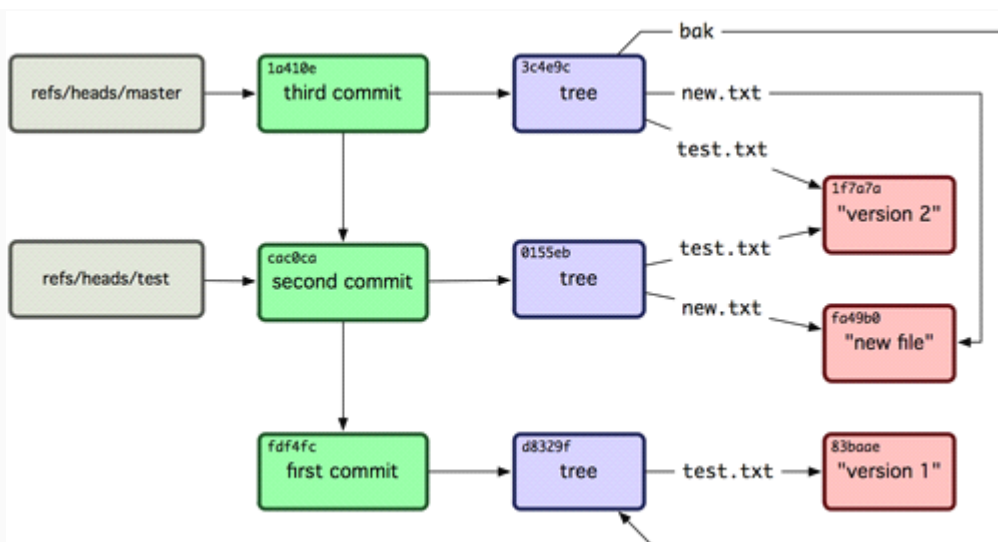 bak
1a410e
3c4e9c
refs/heads/master
third commit
tree
new.txt
test.txt
1f7a7a
"version 2"
cac0ca
0155eb
refs/heads/test
second commit
tree
test.txt
new.txt
fa49b0
"new file"
fdf4fc
d8329f
83baae
first commit
tree
test.txt
"version 1"